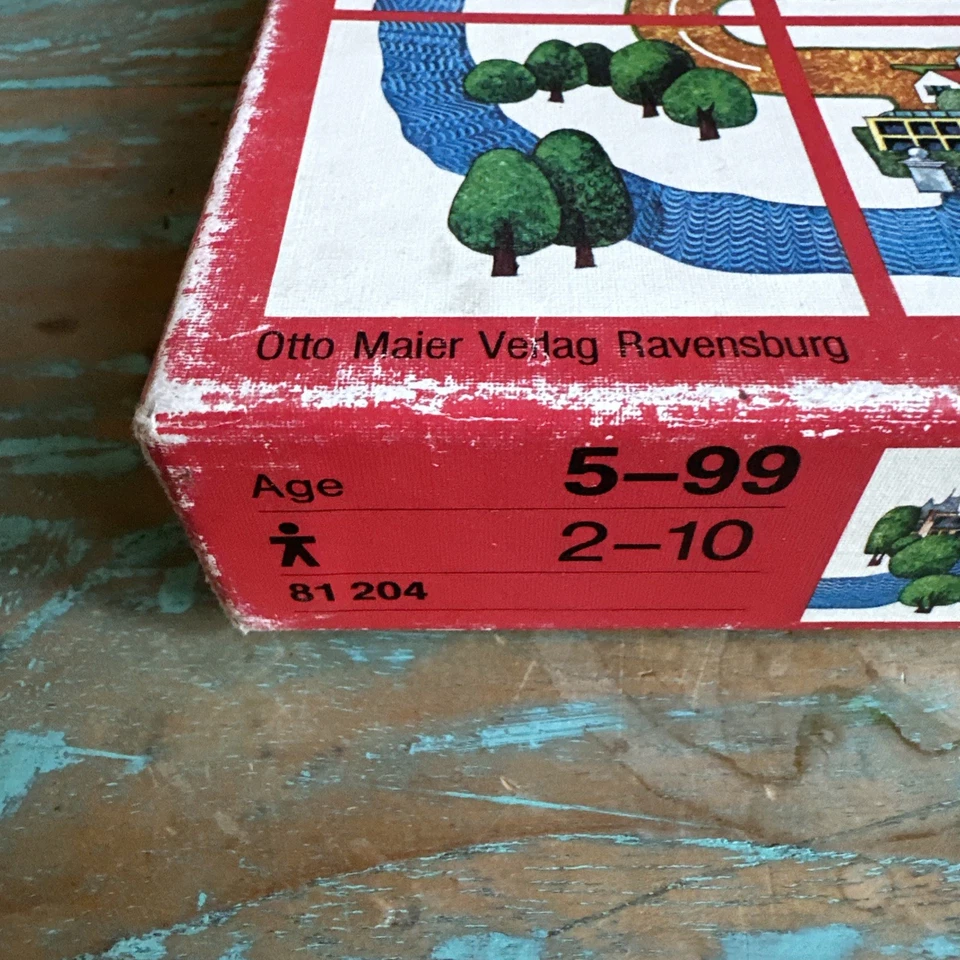 Otto Maier Verlag Ravensburg
Age 5–99
2–10
81 204